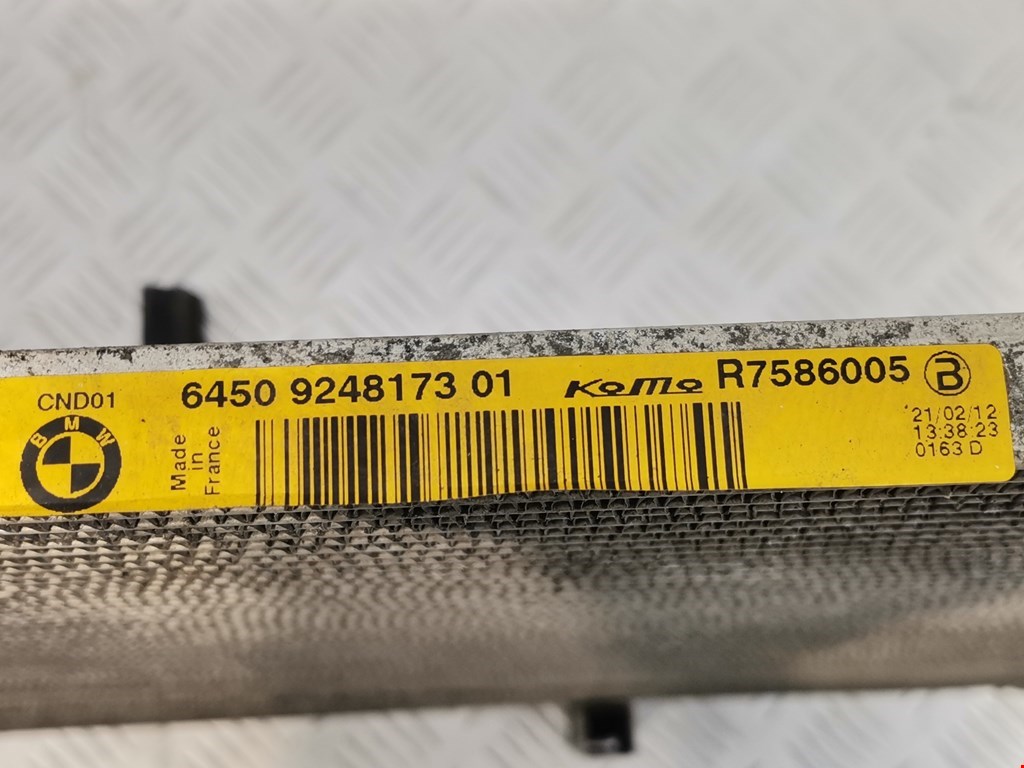 CND01
BMW
Made
in
France
6450 9248173 01 KoMo R7586005 B
21/02/12
13:38:23
0163 D